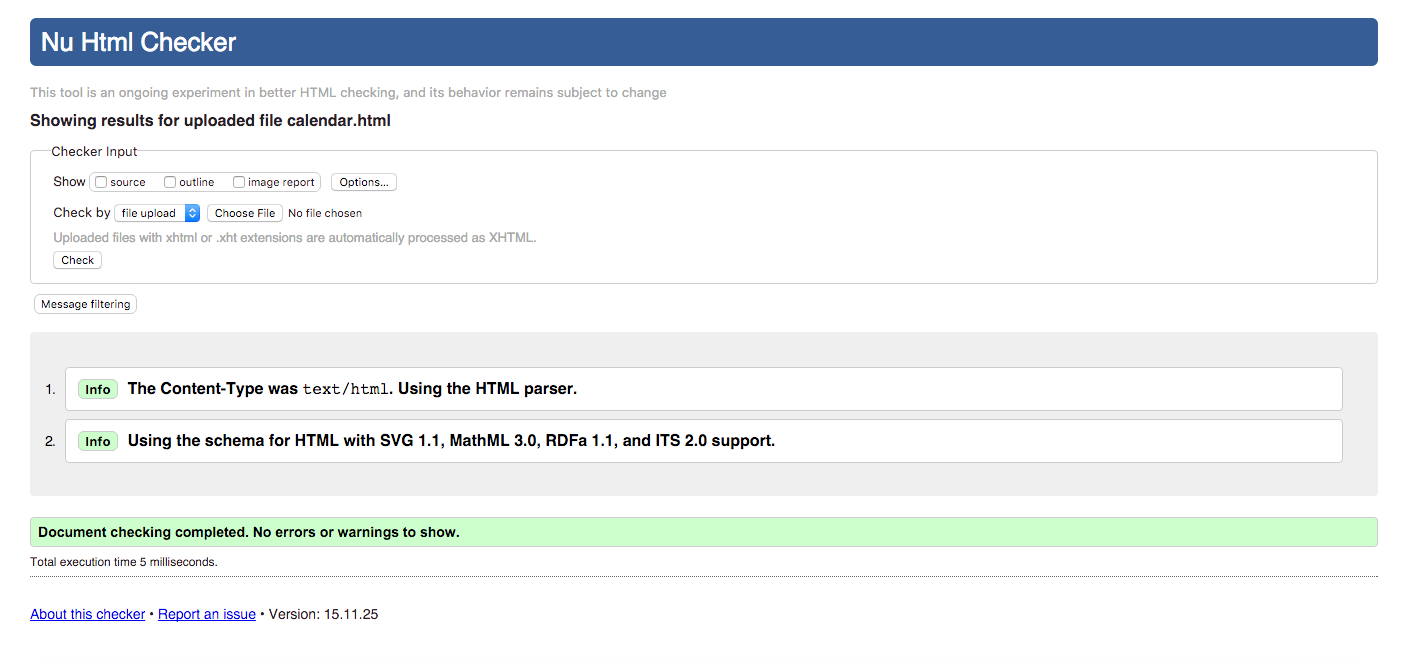 Nu Html Checker
This tool is an ongoing experiment in better HTML checking, and its behavior remains subject to change
Showing results for uploaded file calendar.html
Checker Input
Show source outline image report Options...
Check by file upload Choose File No file chosen
Uploaded files with xhtml or .xht extensions are automatically processed as XHTML.
Check
Message filtering
1. Info The Content-Type was text/html. Using the HTML parser.
2. Info Using the schema for HTML with SVG 1.1, MathML 3.0, RDFa 1.1, and ITS 2.0 support.
Document checking completed. No errors or warnings to show.
Total execution time 5 milliseconds.
About this checker • Report an issue • Version: 15.11.25